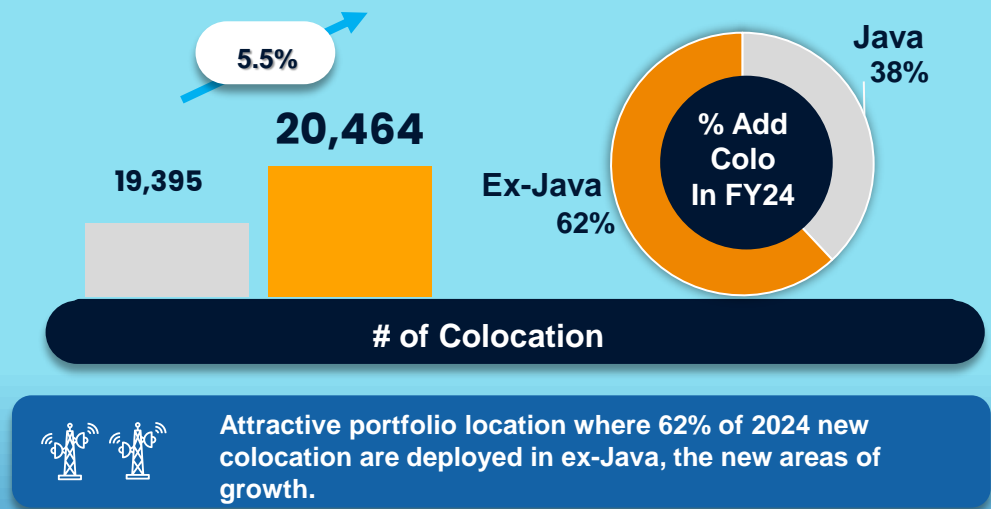 5.5%
20,464
19,395
Java
38%
% Add
Colo
In FY24
Ex-Java
62%
# of Colocation
Attractive portfolio location where 62% of 2024 new
colocation are deployed in ex-Java, the new areas of
growth.